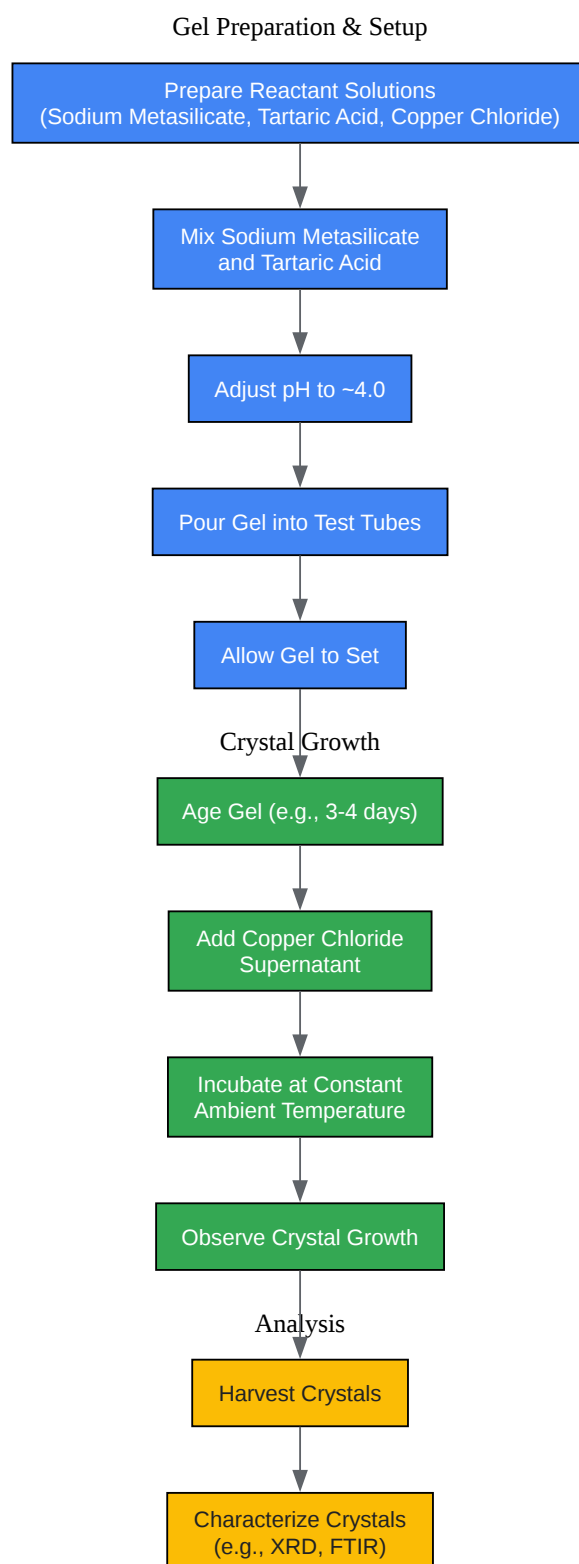 Gel Preparation & Setup
Prepare Reactant Solutions
(Sodium Metasilicate, Tartaric Acid, Copper Chloride)
Mix Sodium Metasilicate
and Tartaric Acid
Adjust pH to ~4.0
Pour Gel into Test Tubes
Allow Gel to Set
Crystal Growth
Age Gel (e.g., 3-4 days)
Add Copper Chloride
Supernatant
Incubate at Constant
Ambient Temperature
Observe Crystal Growth
Analysis
Harvest Crystals
Characterize Crystals
(e.g., XRD, FTIR)